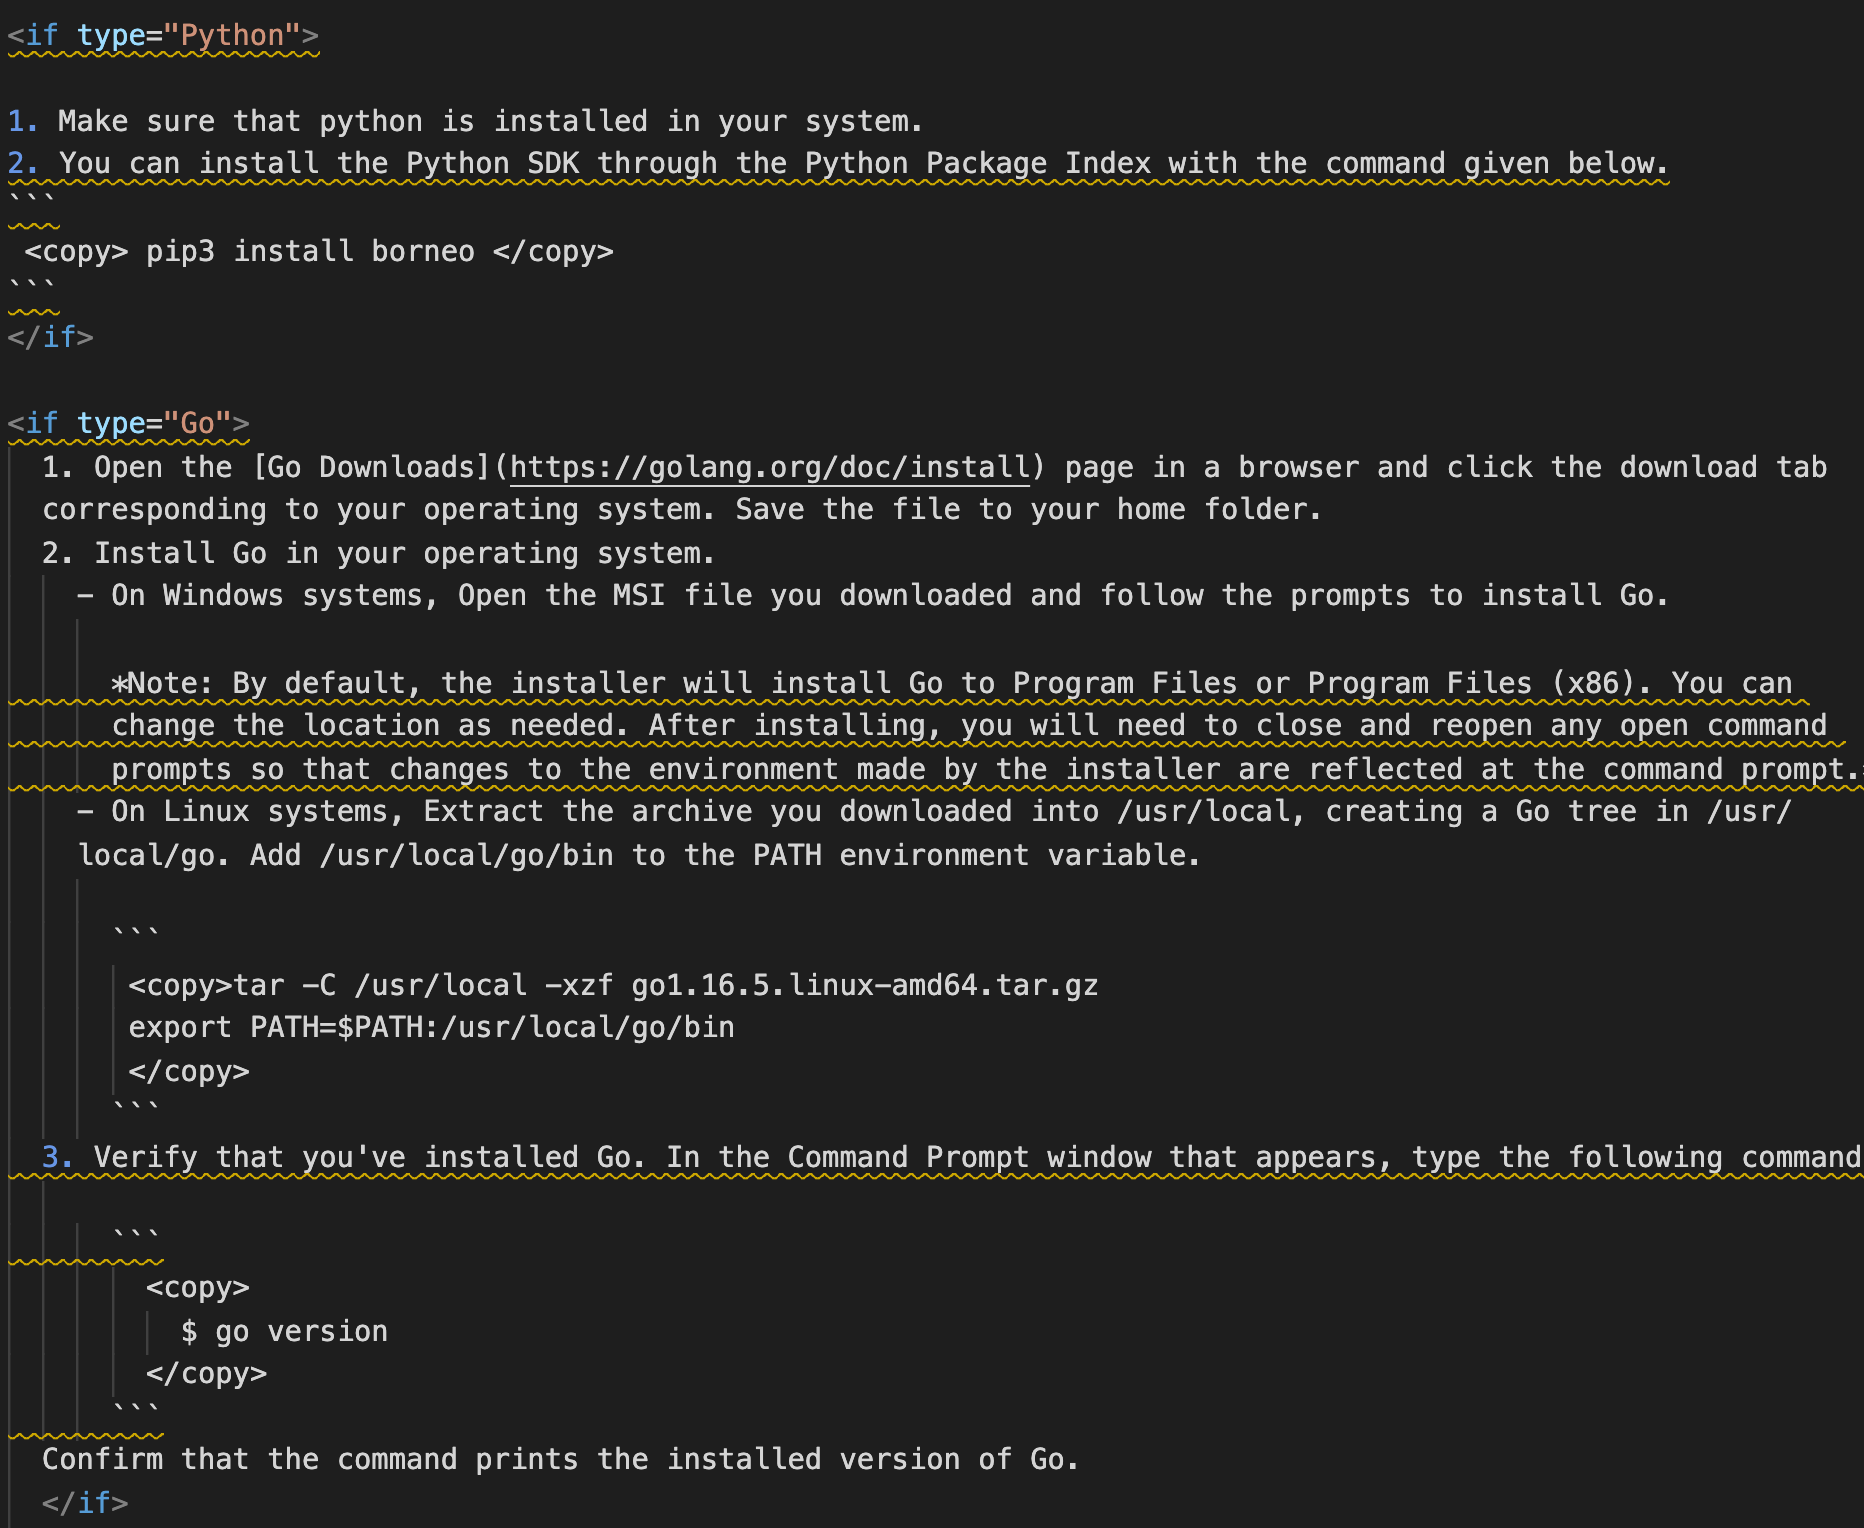 <if type="Python">
1. Make sure that python is installed in your system.
2. You can install the Python SDK through the Python Package Index with the command given below.
```
<copy> pip3 install borneo </copy>
```
</if>
<if type="Go">
1. Open the [Go Downloads](https://golang.org/doc/install) page in a browser and click the download tab
corresponding to your operating system. Save the file to your home folder.
2. Install Go in your operating system.
- On Windows systems, Open the MSI file you downloaded and follow the prompts to install Go.
*Note: By default, the installer will install Go to Program Files or Program Files (x86). You can
change the location as needed. After installing, you will need to close and reopen any open command
prompts so that changes to the environment made by the installer are reflected at the command prompt.*
- On Linux systems, Extract the archive you downloaded into /usr/local, creating a Go tree in /usr/
local/go. Add /usr/local/go/bin to the PATH environment variable.
```
<copy>tar -C /usr/local -xzf go1.16.5.linux-amd64.tar.gz
export PATH=$PATH:/usr/local/go/bin
</copy>
```
3. Verify that you've installed Go. In the Command Prompt window that appears, type the following command
```
<copy>
$ go version
</copy>
```
Confirm that the command prints the installed version of Go.
</if>